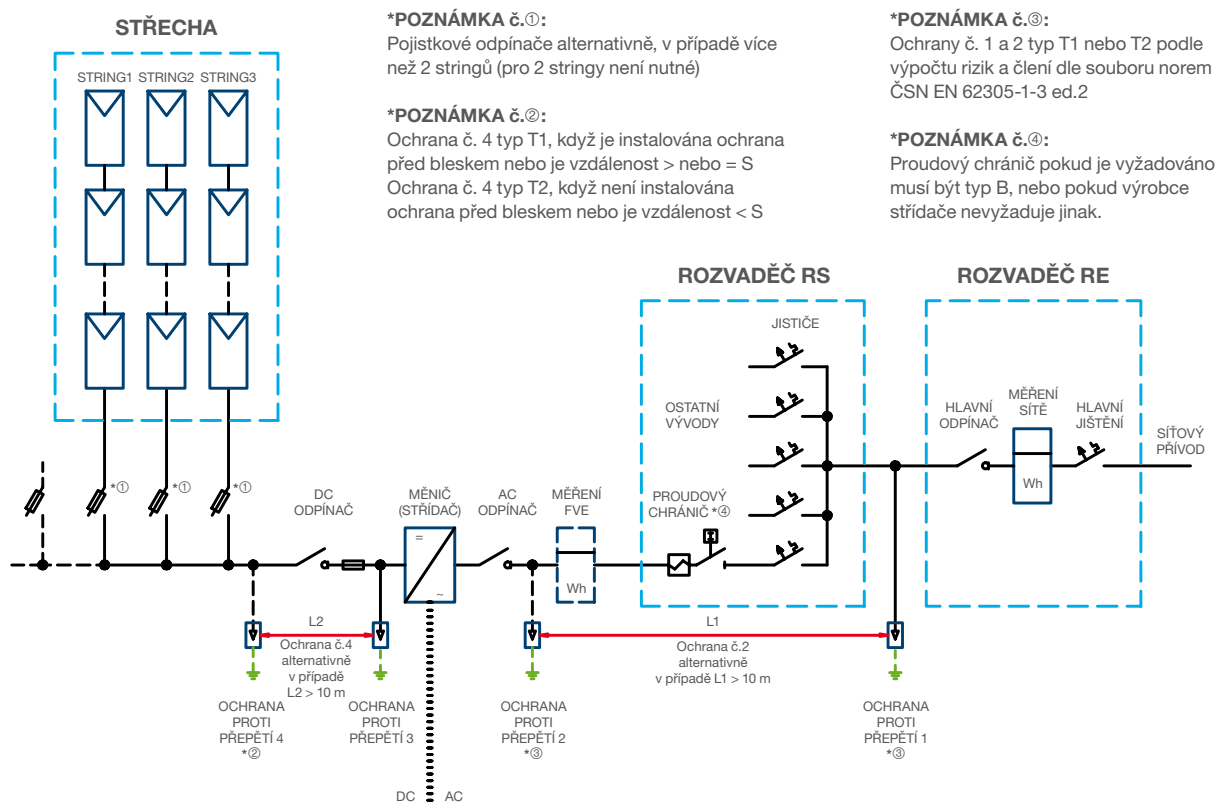 STŘECHA
STRING1 STRING2 STRING3
*POZNÁMKA č.①:
Pojistkové odpínače alternativně, v případě více
než 2 stringů (pro 2 stringy není nutné)
*POZNÁMKA č.②:
Ochrana č. 4 typ T1, když je instalována ochrana
před bleskem nebo je vzdálenost > nebo = S
Ochrana č. 4 typ T2, když není instalována
ochrana před bleskem nebo je vzdálenost < S
*POZNÁMKA č.③:
Ochrany č. 1 a 2 typ T1 nebo T2 podle
výpočtu rizik a člení dle souboru norem
ČSN EN 62305-1-3 ed.2
*POZNÁMKA č.④:
Proudový chránič pokud je vyžadováno
musí být typ B, nebo pokud výrobce
střídače nevyžaduje jinak.
ROZVADĚČ RS
ROZVADĚČ RE
JISTIČE
OSTATNÍ
VÝVODY
HLAVNÍ
ODPÍNAČ
MĚŘENÍ
SÍTĚ
Wh
HLAVNÍ
JIŠTĚNÍ
SÍŤOVÝ
PŘÍVOD
*①
*①
*①
DC
ODPÍNAČ
MĚNIČ
(STŘÍDAČ)
=
~
AC
ODPÍNAČ
MĚŘENÍ
FVE
Wh
PROUDOVÝ
CHRÁNIČ *④
L2
Ochrana č.4
alternativně
v případě
L2 > 10 m
L1
Ochrana č.2
alternativně
v případě L1 > 10 m
OCHRANA
PROTI
PŘEPĚTÍ 4
*②
OCHRANA
PROTI
PŘEPĚTÍ 3
OCHRANA
PROTI
PŘEPĚTÍ 2
*③
OCHRANA
PROTI
PŘEPĚTÍ 1
*③
DC AC